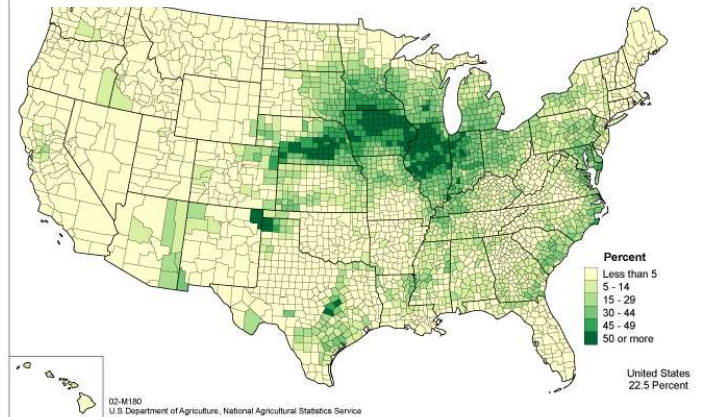 Percent
Less than 5
5 - 14
15 - 29
30 - 44
45 - 49
50 or more
United States
22.5 Percent
02-M180
U.S. Department of Agriculture, National Agricultural Statistics Service